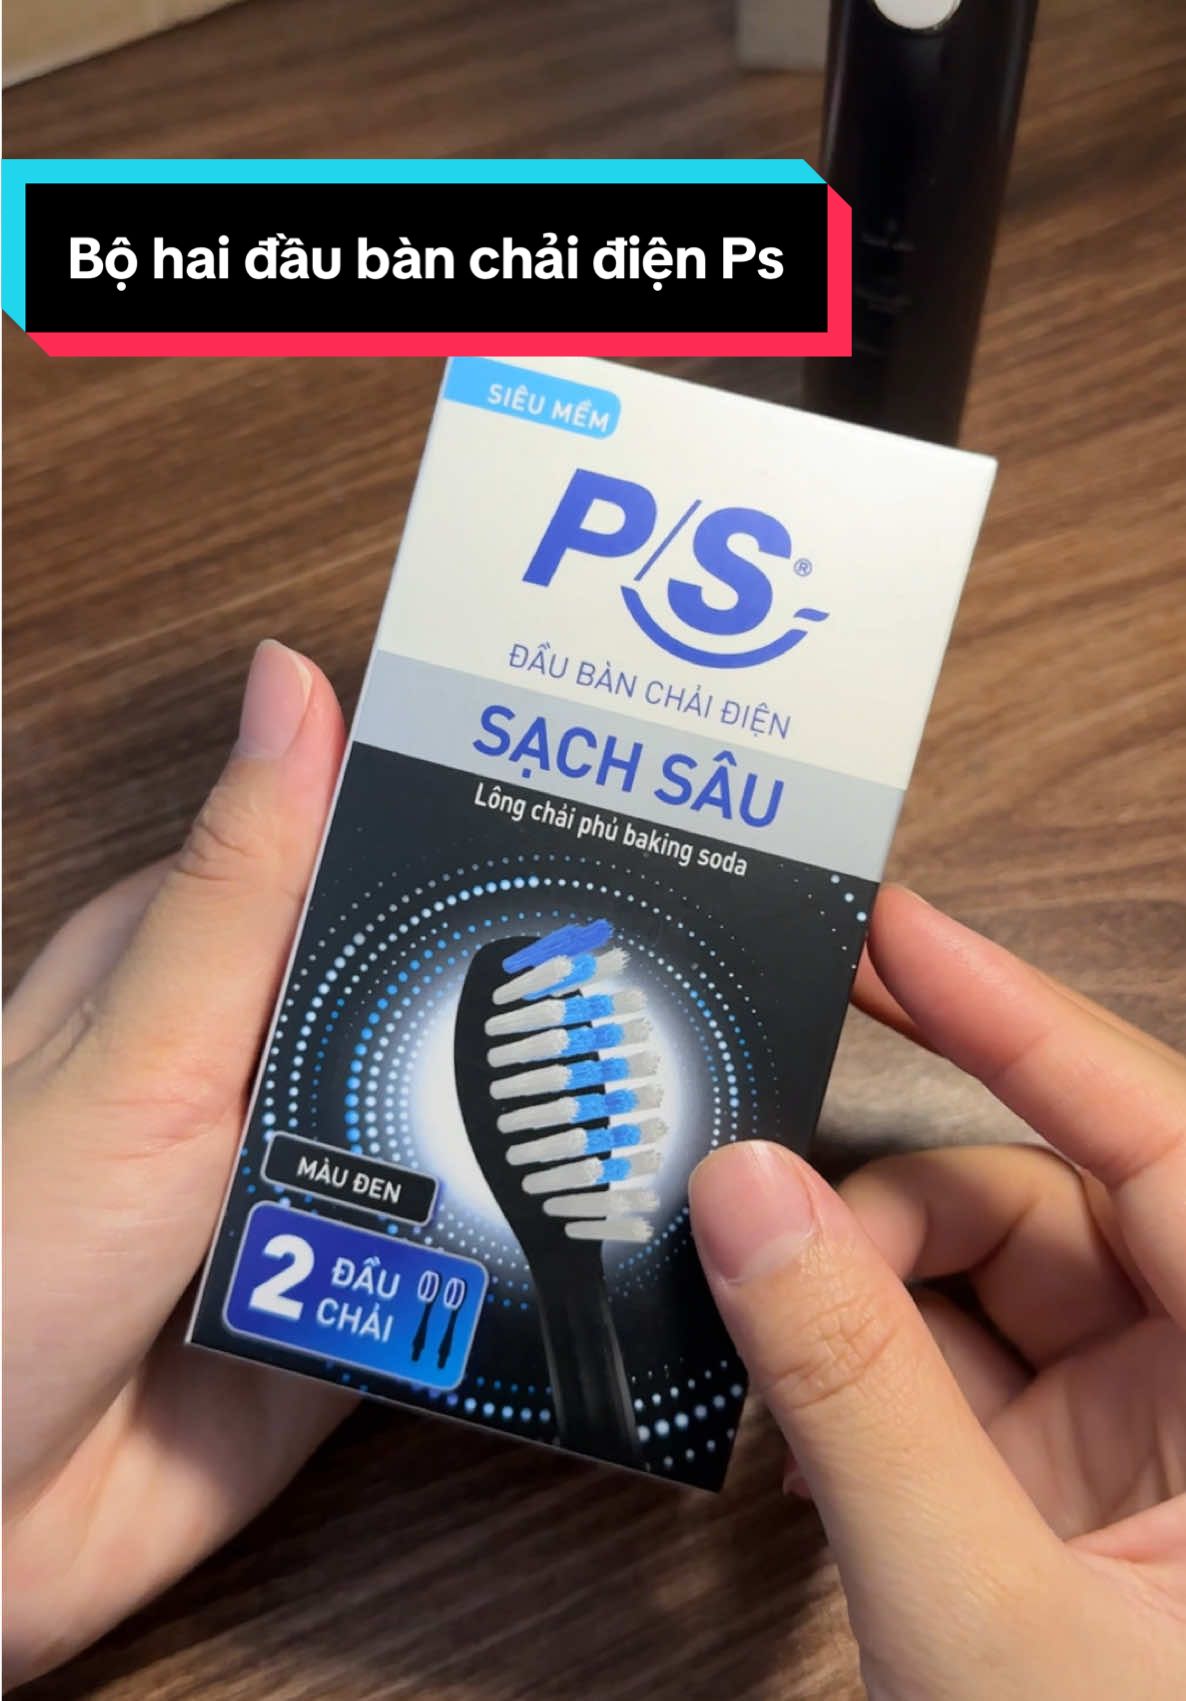 Bộ hai đầu bàn chải điện Ps
SIÊU MỀM
P/S®
ĐẦU BÀN CHẢI ĐIỆN
SẠCH SÂU
Lông chải phủ baking soda
MÀU ĐEN
2 ĐẦU
CHẢI